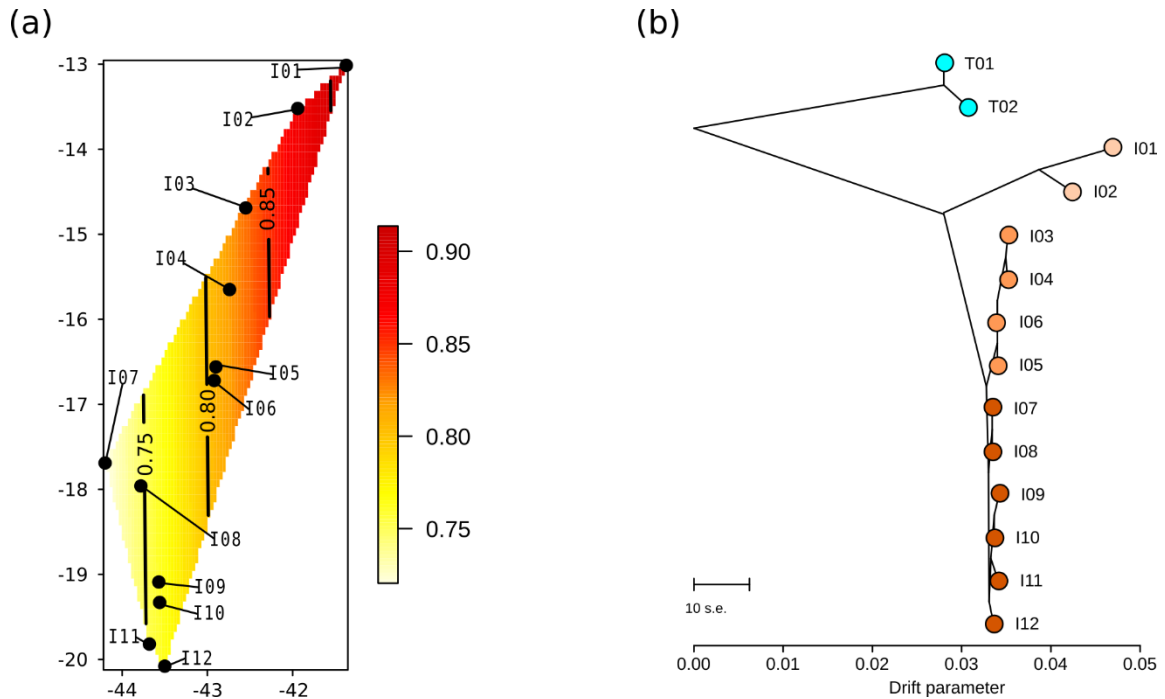 (a)
-13
-14
-15
-16
-17
-18
-19
-20
-44
-43
-42
I01
I02
I03
I04
I05
I06
I07
I08
I09
I10
I11
I12
0.75
0.80
0.85
0.90
0.85
0.80
0.75
(b)
T01
T02
I01
I02
I03
I04
I06
I05
I07
I08
I09
I10
I11
I12
10 s.e.
0.00
0.01
0.02
0.03
0.04
0.05
Drift parameter